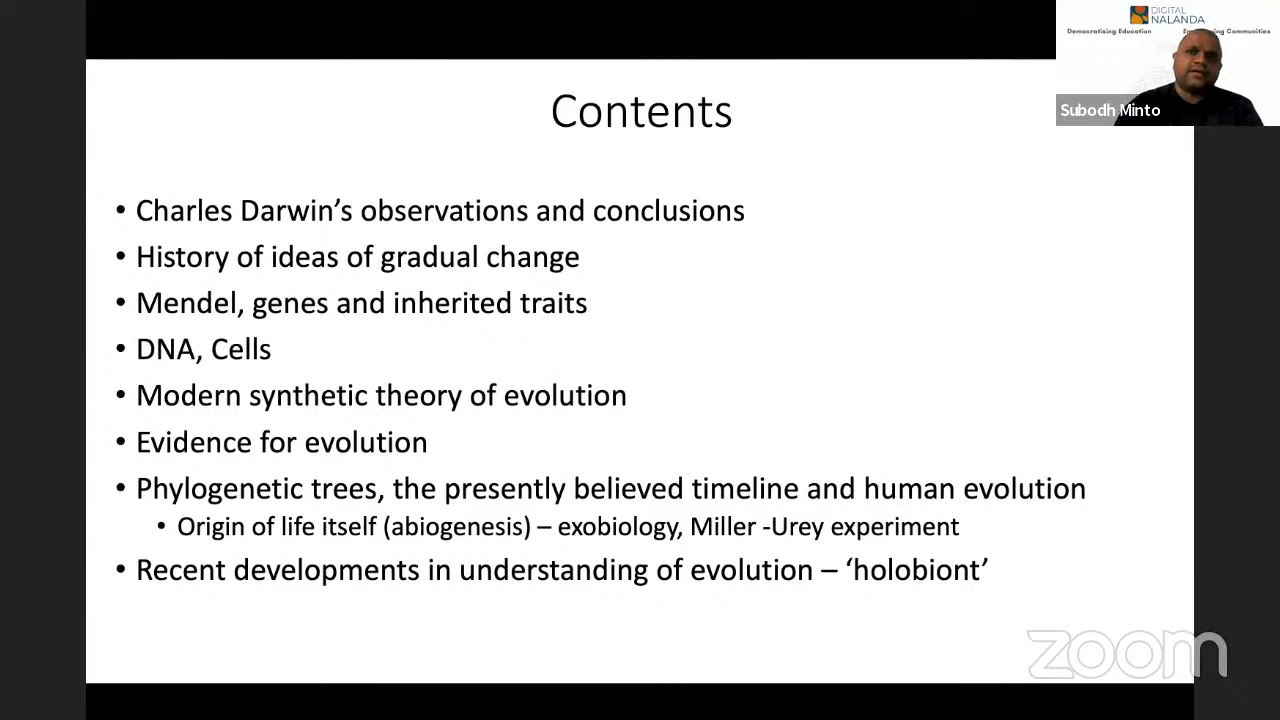 DIGITAL
NALANDA
Democratising Education
Communities
Subodh Minto
Contents
• Charles Darwin’s observations and conclusions
• History of ideas of gradual change
• Mendel, genes and inherited traits
• DNA, Cells
• Modern synthetic theory of evolution
• Evidence for evolution
• Phylogenetic trees, the presently believed timeline and human evolution
• Origin of life itself (abiogenesis) – exobiology, Miller -Urey experiment
• Recent developments in understanding of evolution – ‘holobiont’
zoom